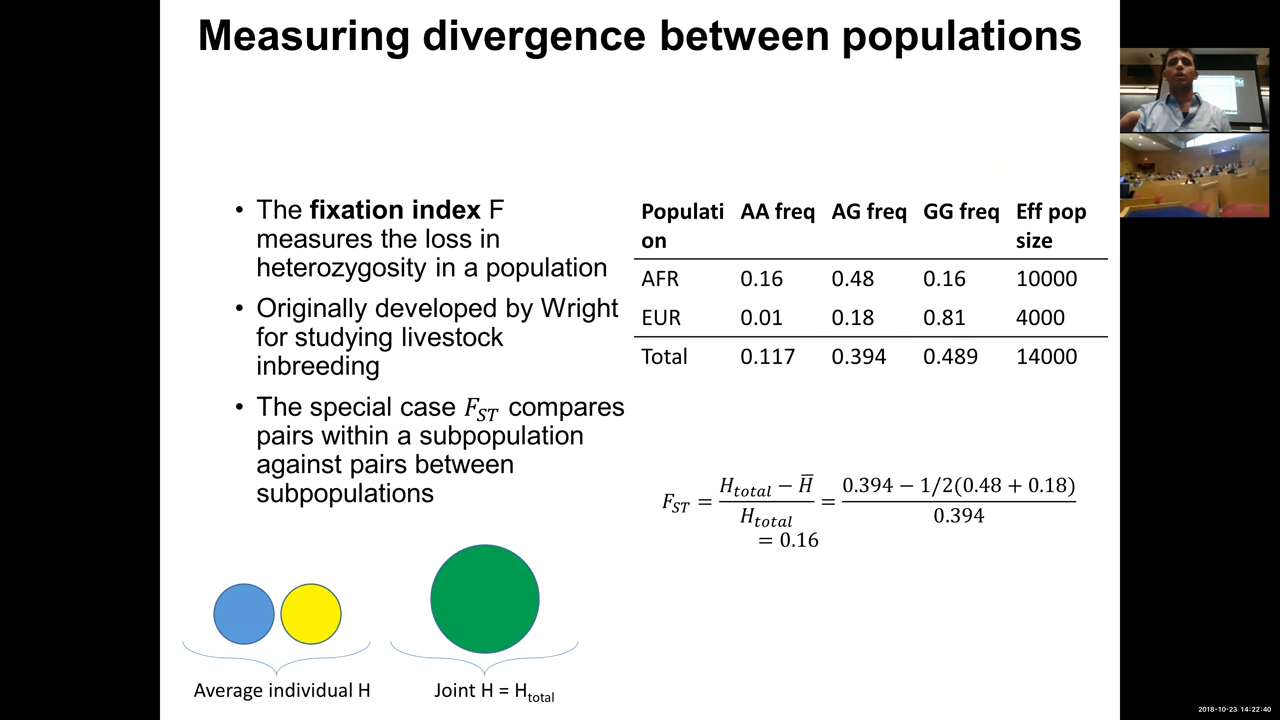 Measuring divergence between populations
• The fixation index F
measures the loss in
heterozygosity in a population
• Originally developed by Wright
for studying livestock
inbreeding
• The special case F_ST compares
pairs within a subpopulation
against pairs between
subpopulations
Populati on AA freq AG freq GG freq Eff pop size
AFR 0.16 0.48 0.16 10000
EUR 0.01 0.18 0.81 4000
Total 0.117 0.394 0.489 14000
F_ST = (H_total − H̅) / H_total = (0.394 − 1/2(0.48 + 0.18)) / 0.394
= 0.16
Average individual H
Joint H = H_total
2018-10-23 14:22:40